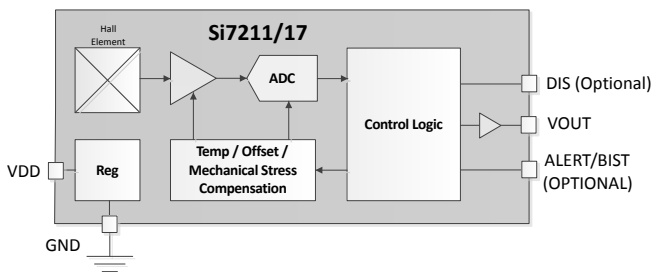 Si7211/17
Hall
Element
ADC
Control Logic
Temp / Offset /
Mechanical Stress
Compensation
Reg
VDD
GND
DIS (Optional)
VOUT
ALERT/BIST
(OPTIONAL)